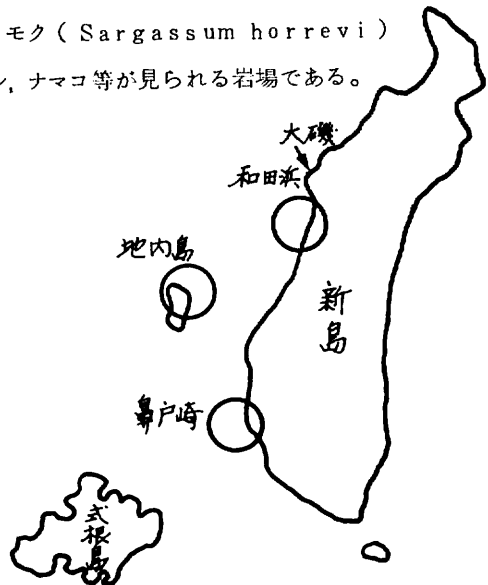 モク ( Sargassum horrevi )
, ナマコ等が見られる岩場である。
大磯
和田浜
地内島
新島
鼻戸崎
式根島